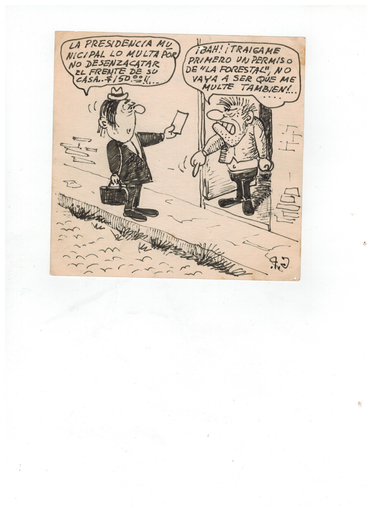 LA PRESIDENCIA MU
NICIPAL LO MULTA POR
NO DESENZACATAR
EL FRENTE DE SU
CASA..$150.00 ¡¡...
¡BAH! ¡TRAIGAME
PRIMERO UN PERMISO
DE "LA FORESTAL", NO
VAYA A SER QUE ME
MULTE TAMBIEN!...